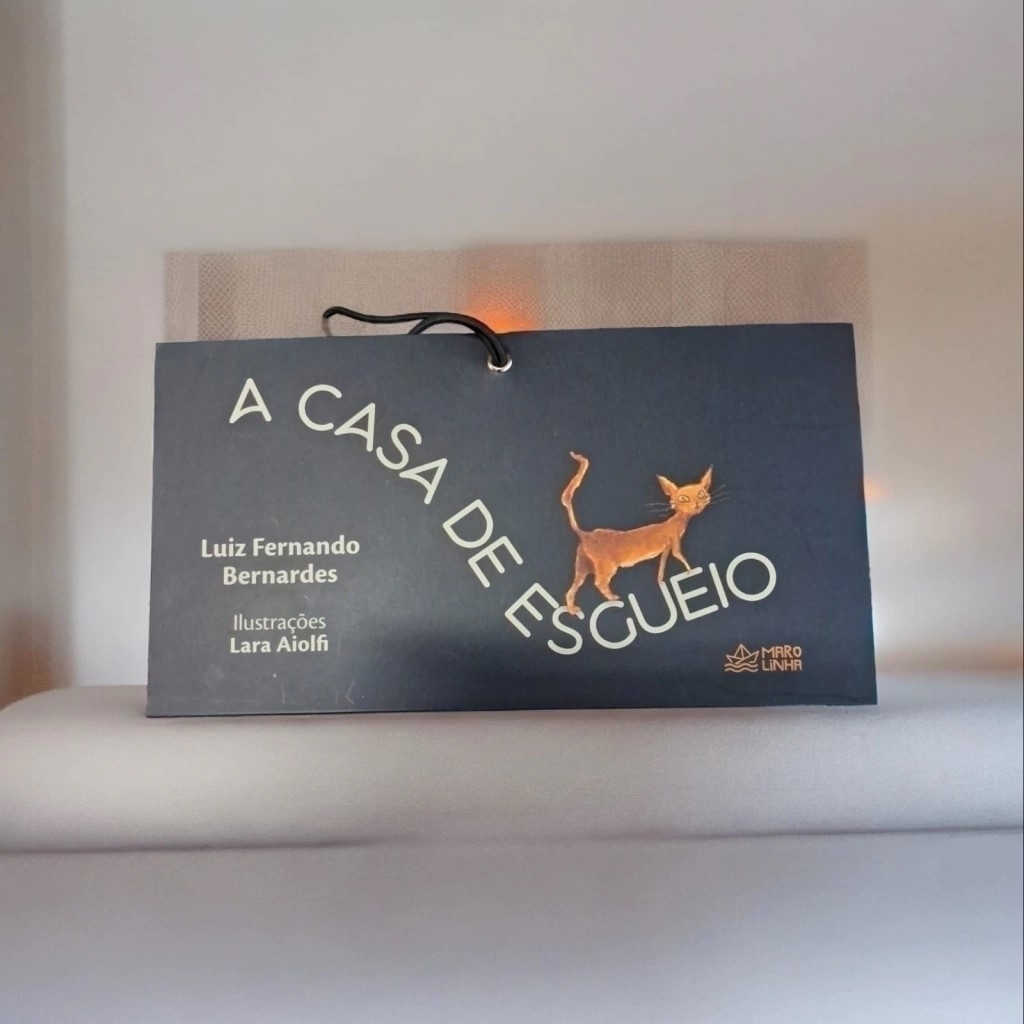 A CASA DE ESGUEIO
Luiz Fernando
Bernardes
Ilustrações
Lara Aiolfi
MARO
LINHA